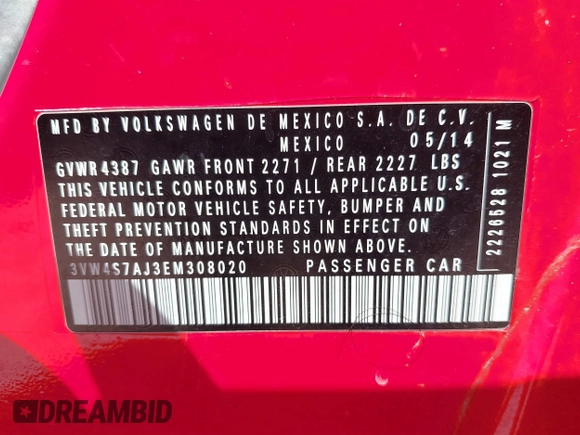 MFD BY VOLKSWAGEN DE MEXICO S.A. DE C.V.
MEXICO 05/14
GVWR 4387 GAWR FRONT 2271 / REAR 2227 LBS
THIS VEHICLE CONFORMS TO ALL APPLICABLE U.S.
FEDERAL MOTOR VEHICLE SAFETY, BUMPER AND
THEFT PREVENTION STANDARDS IN EFFECT ON
THE DATE OF MANUFACTURE SHOWN ABOVE.
3VW4S7AJ3EM308020 PASSENGER CAR
2226528 1021 M
DREAMBID